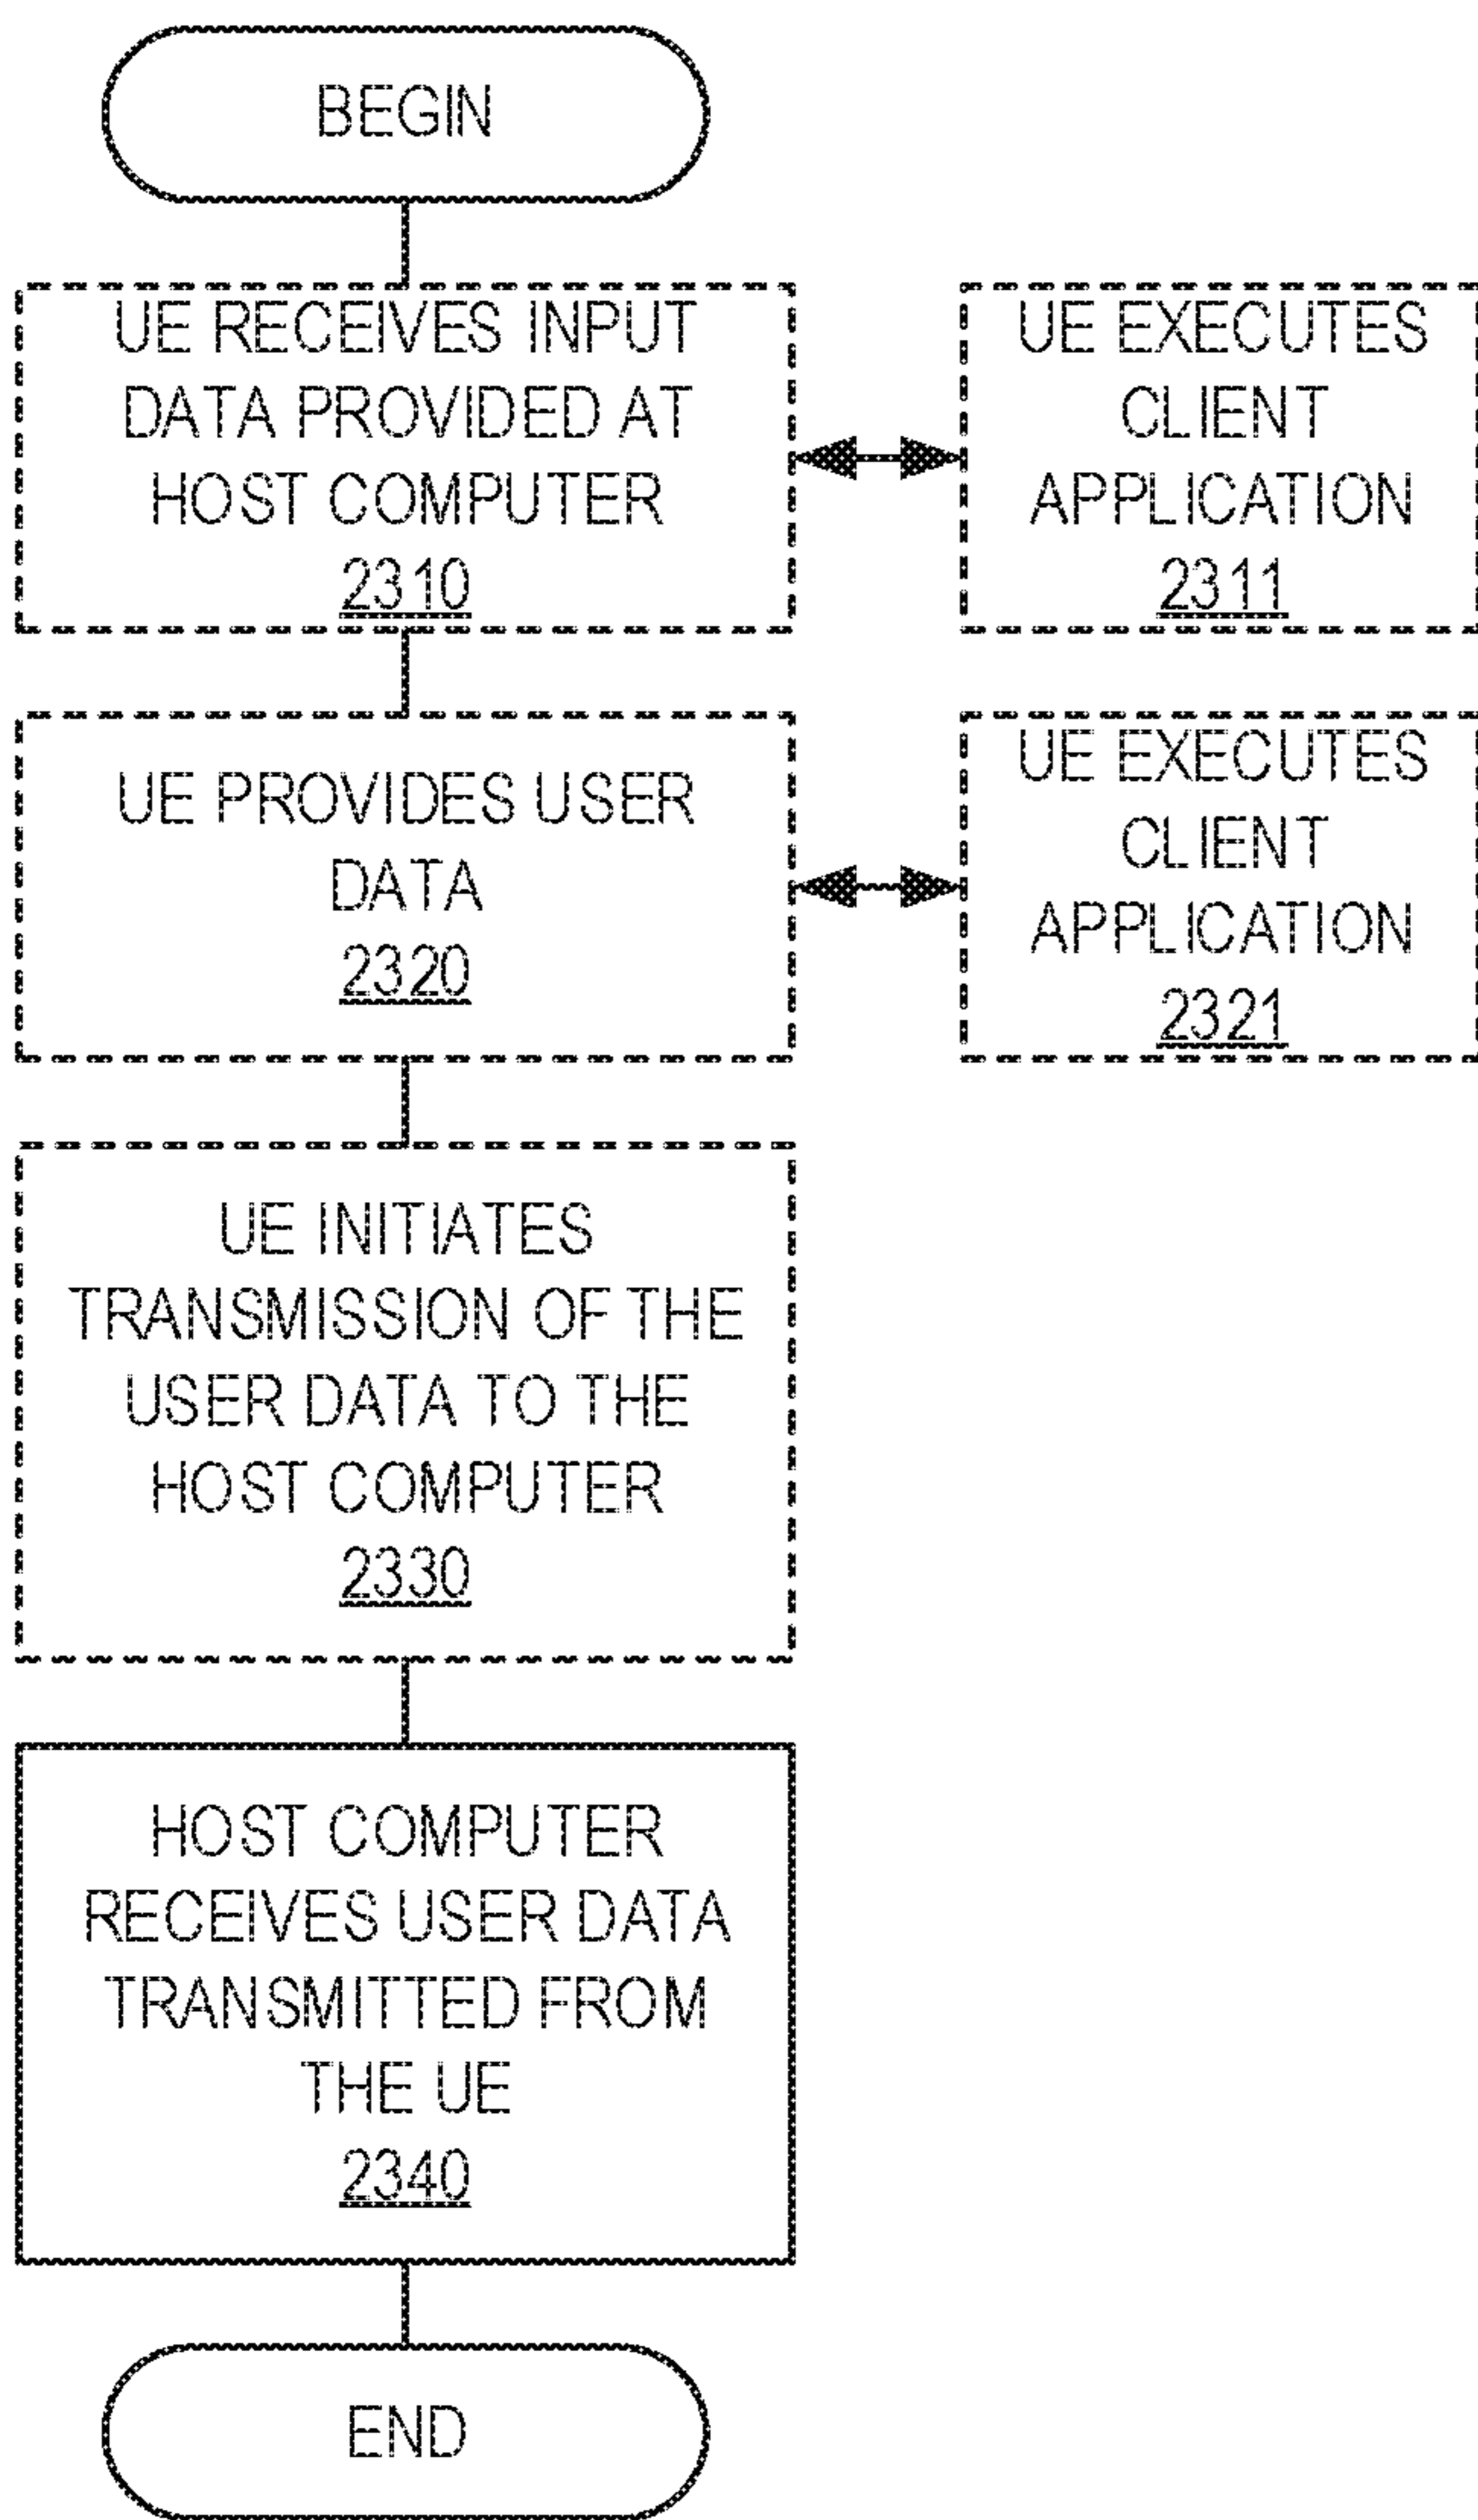 BEGIN
UE RECEIVES INPUT
DATA PROVIDED AT
HOST COMPUTER
2310
UE EXECUTES
CLIENT
APPLICATION
2311
UE PROVIDES USER
DATA
2320
UE EXECUTES
CLIENT
APPLICATION
2321
UE INITIATES
TRANSMISSION OF THE
USER DATA TO THE
HOST COMPUTER
2330
HOST COMPUTER
RECEIVES USER DATA
TRANSMITTED FROM
THE UE
2340
END